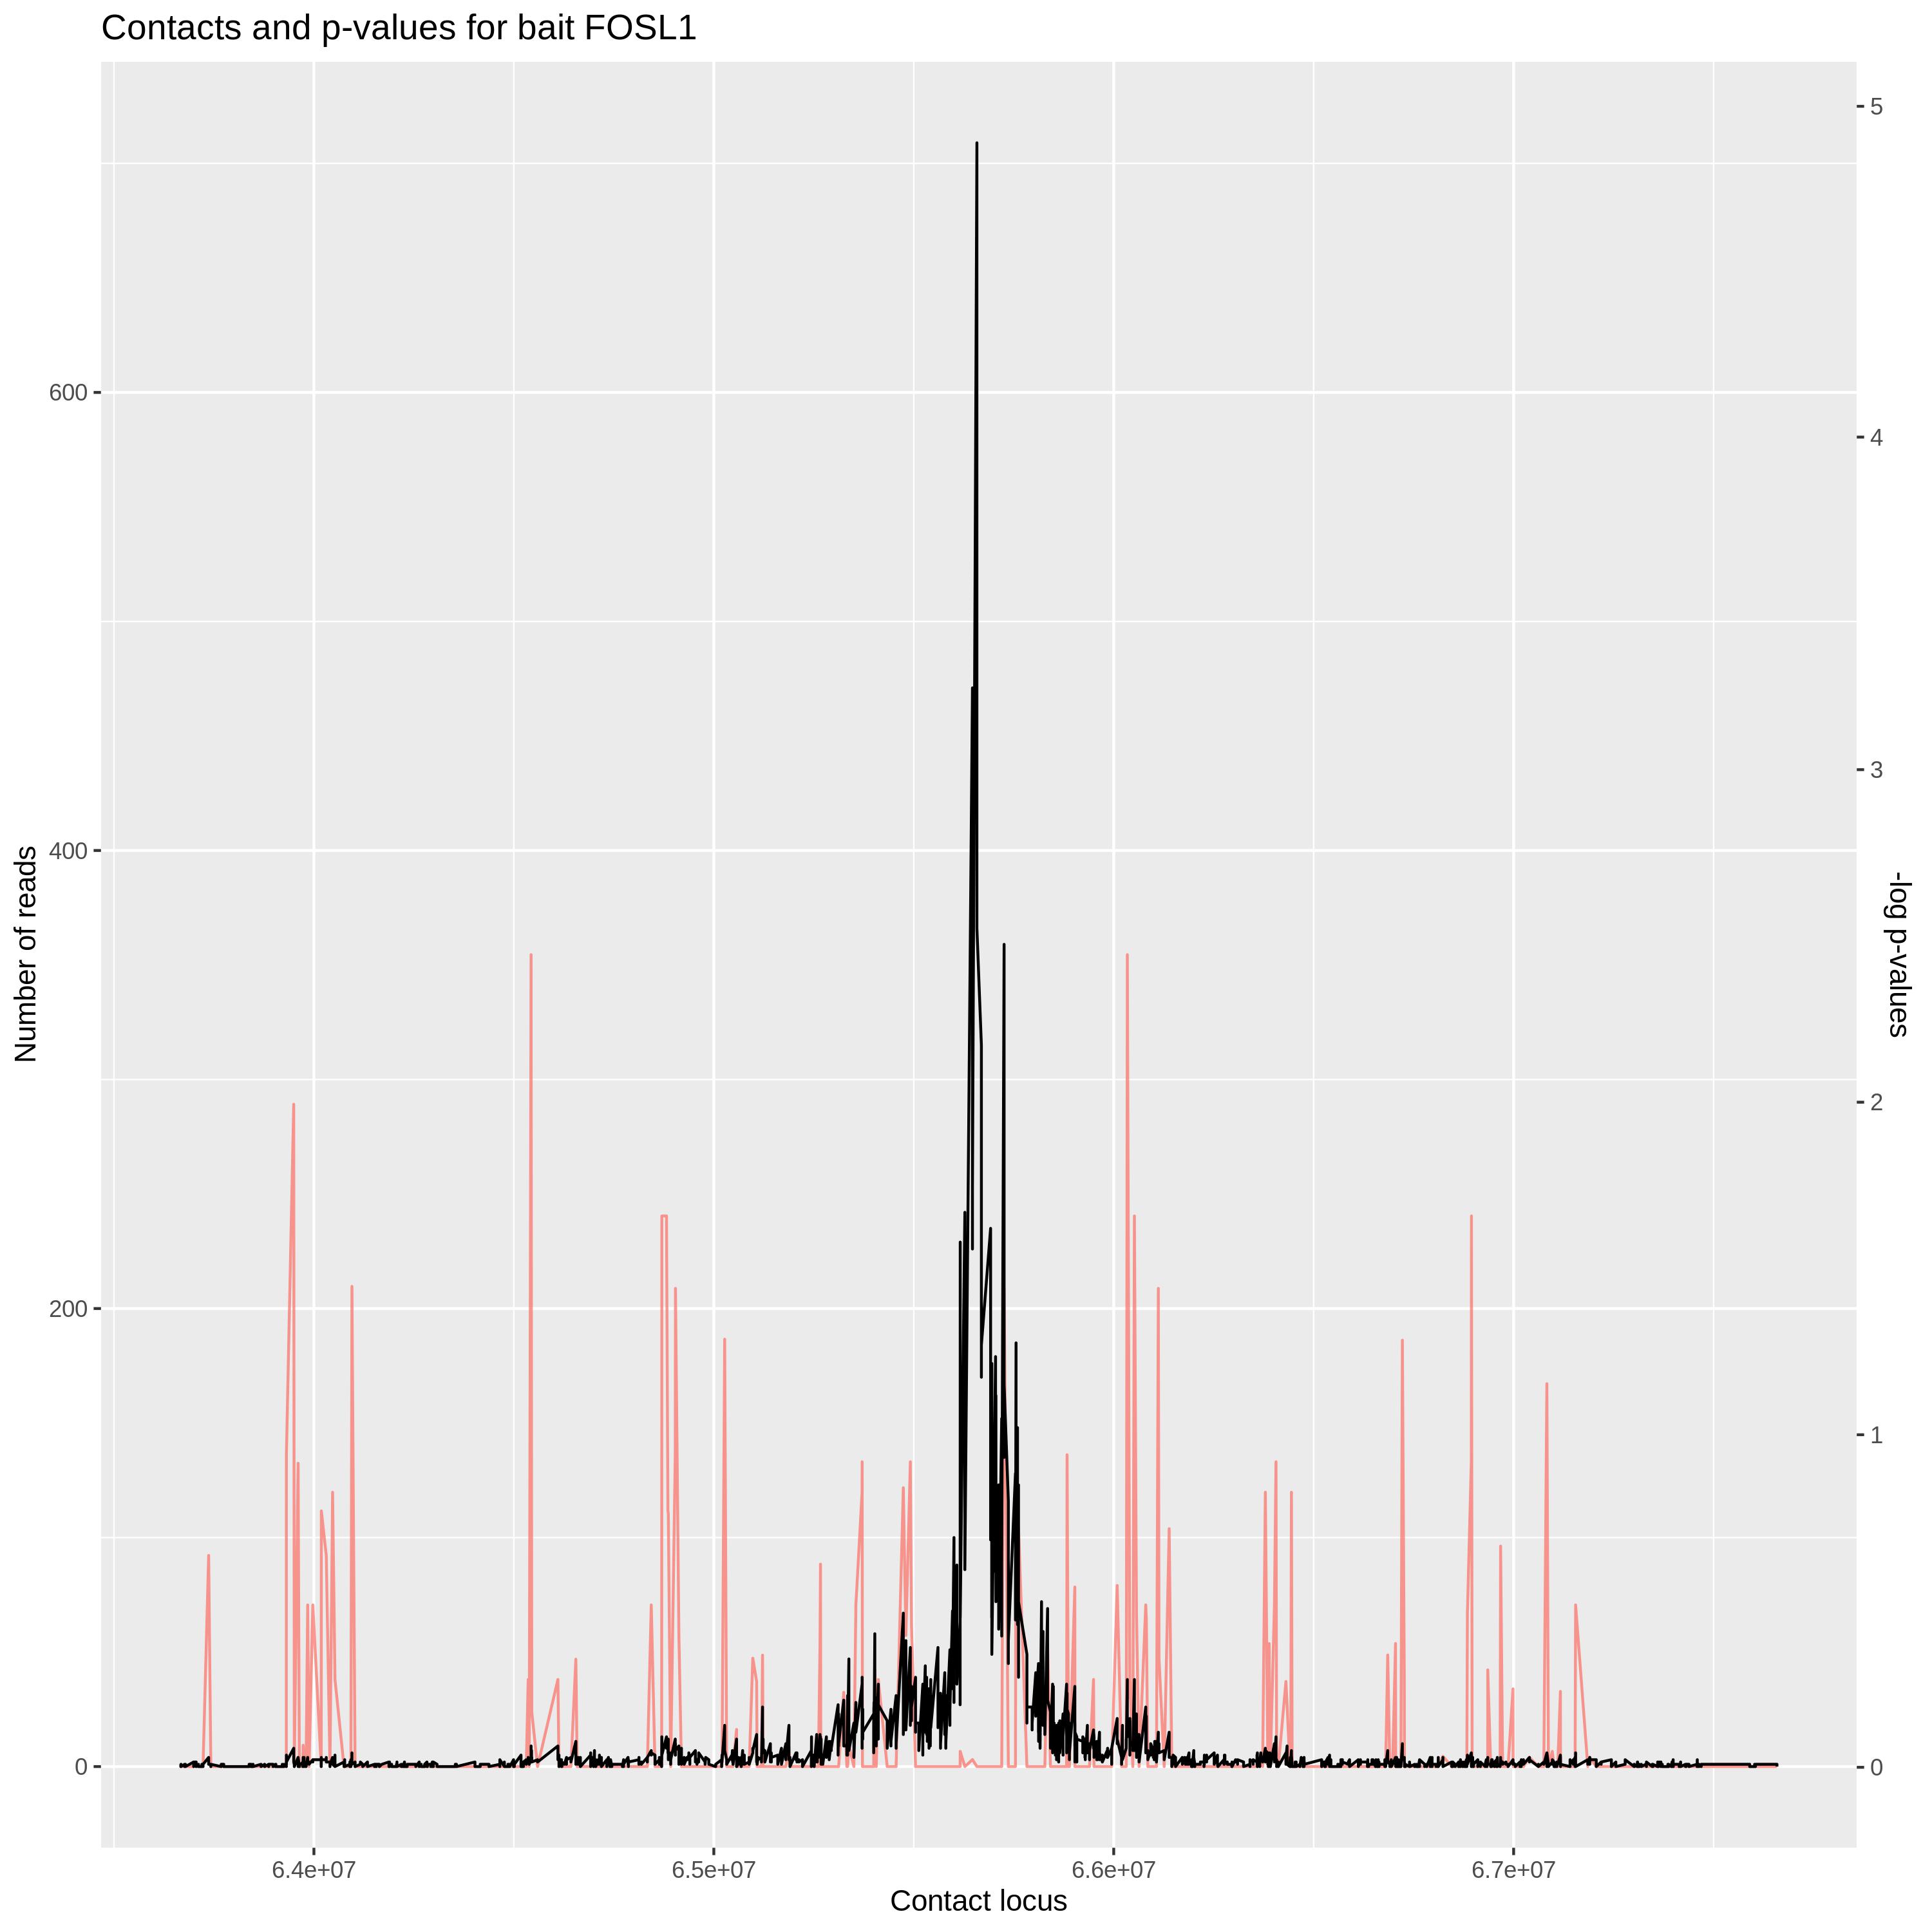 Contacts and p-values for bait FOSL1
5
600
4
3
400
Number of reads
-log p-values
2
200
1
0
0
6.4e+07 6.5e+07 6.6e+07 6.7e+07
Contact locus